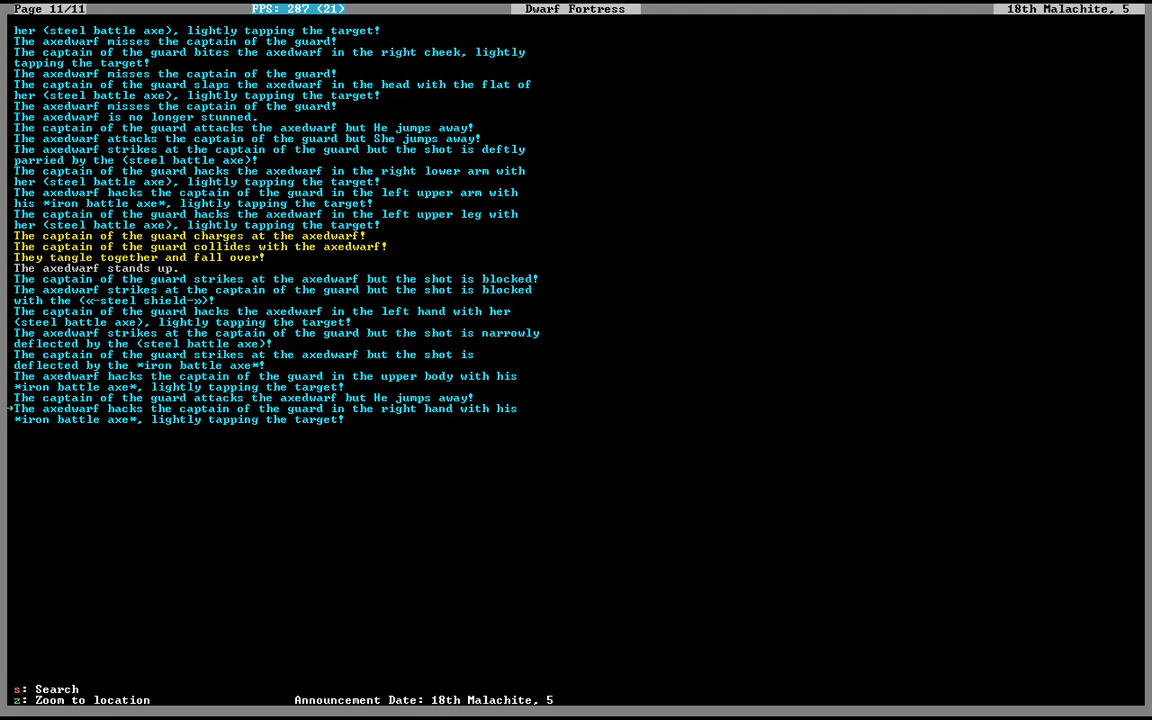 Page 11/11 FPS: 287 (21) Dwarf Fortress 18th Malachite, 5
her (steel battle axe), lightly tapping the target!
The axedwarf misses the captain of the guard!
The captain of the guard bites the axedwarf in the right cheek, lightly
tapping the target!
The axedwarf misses the captain of the guard!
The captain of the guard slaps the axedwarf in the head with the flat of
her (steel battle axe), lightly tapping the target!
The axedwarf misses the captain of the guard!
The axedwarf is no longer stunned.
The captain of the guard attacks the axedwarf but He jumps away!
The axedwarf attacks the captain of the guard but She jumps away!
The axedwarf strikes at the captain of the guard but the shot is deftly
parried by the (steel battle axe)!
The captain of the guard hacks the axedwarf in the right lower arm with
her (steel battle axe), lightly tapping the target!
The axedwarf hacks the captain of the guard in the left upper arm with
his *iron battle axe*, lightly tapping the target!
The captain of the guard hacks the axedwarf in the left upper leg with
her (steel battle axe), lightly tapping the target!
The captain of the guard charges at the axedwarf!
The captain of the guard collides with the axedwarf!
They tangle together and fall over!
The axedwarf stands up.
The captain of the guard strikes at the axedwarf but the shot is blocked!
The axedwarf strikes at the captain of the guard but the shot is blocked
with the («-steel shield-»)!
The captain of the guard hacks the axedwarf in the left hand with her
(steel battle axe), lightly tapping the target!
The axedwarf strikes at the captain of the guard but the shot is narrowly
deflected by the (steel battle axe)!
The captain of the guard strikes at the axedwarf but the shot is
deflected by the *iron battle axe*!
The axedwarf hacks the captain of the guard in the upper body with his
*iron battle axe*, lightly tapping the target!
The captain of the guard attacks the axedwarf but He jumps away!
→The axedwarf hacks the captain of the guard in the right hand with his
*iron battle axe*, lightly tapping the target!
s: Search
z: Zoom to location Announcement Date: 18th Malachite, 5